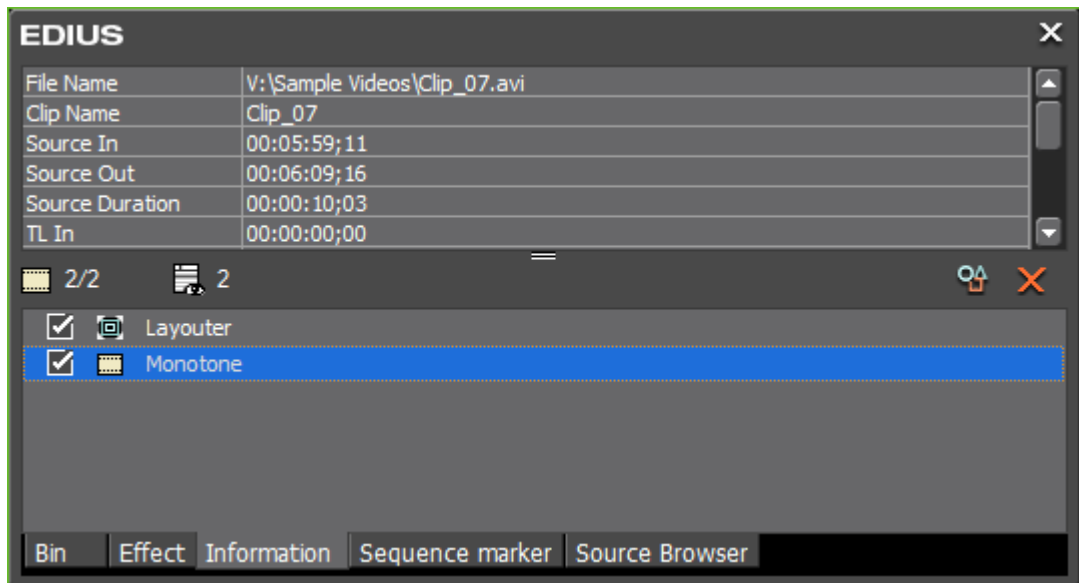 EDIUS
File Name V:\Sample Videos\Clip_07.avi
Clip Name Clip_07
Source In 00:05:59;11
Source Out 00:06:09;16
Source Duration 00:00:10;03
TL In 00:00:00;00
2/2 2
Layouter
Monotone
Bin Effect Information Sequence marker Source Browser